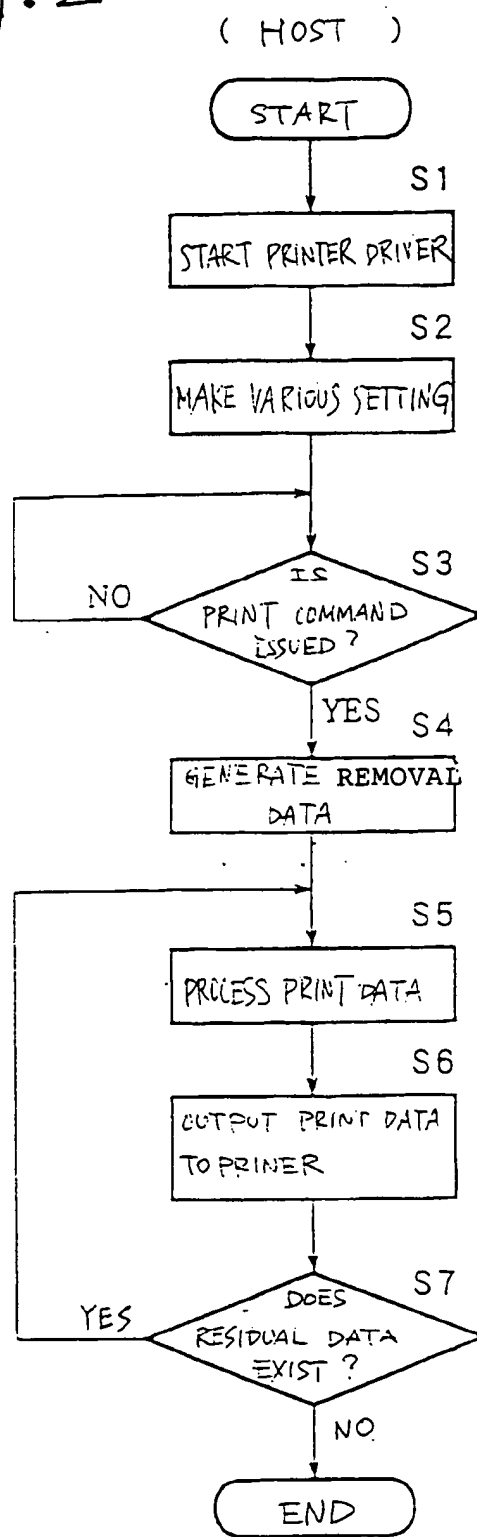 ( HOST )
START
S1
START PRINTER DRIVER
S2
MAKE VARIOUS SETTING
S3
IS
PRINT COMMAND
ISSUED?
NO
YES
S4
GENERATE REMOVAL
DATA
S5
PROCESS PRINT DATA
S6
OUTPUT PRINT DATA
TO PRINER
S7
DOES
RESIDUAL DATA
EXIST?
YES
NO
END